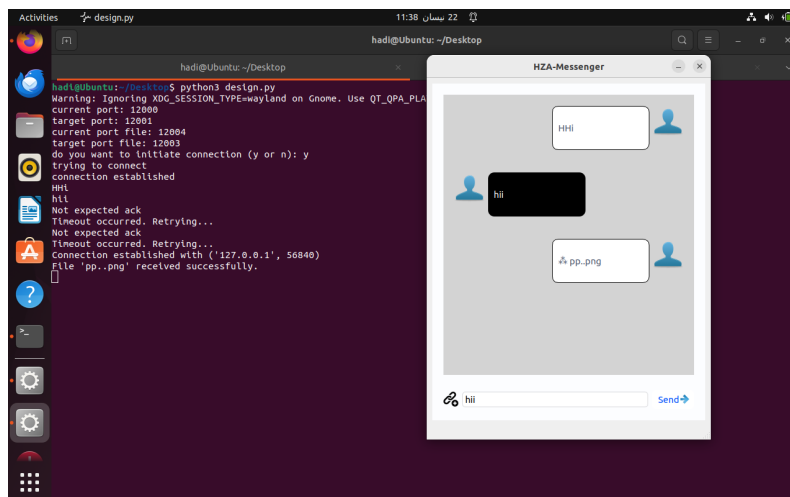 Activities design.py 11:38 نيسان 22
hadi@Ubuntu: ~/Desktop
hadi@Ubuntu: ~/Desktop
hadi@Ubuntu:~/Desktop$ python3 design.py
Warning: Ignoring XDG_SESSION_TYPE=wayland on Gnome. Use QT_QPA_PLA
current port: 12000
target port: 12001
current port file: 12004
target port file: 12003
do you want to initiate connection (y or n): y
trying to connect
connection established
HHi
hii
Not expected ack
Timeout occurred. Retrying...
Not expected ack
Timeout occurred. Retrying...
Connection established with ('127.0.0.1', 56840)
File 'pp..png' received successfully.
HZA-Messenger
HHi
hii
pp..png
hii
Send